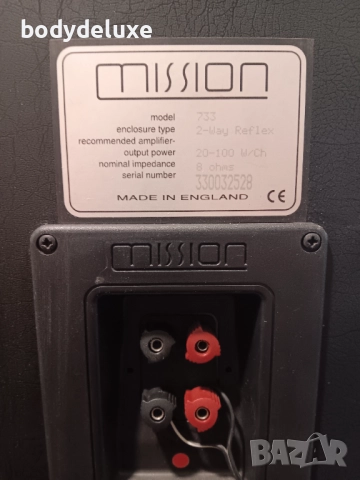 bodydeluxe
mission
model 733
enclosure type 2-Way Reflex
recommended amplifier-
output power 20-100 W/Ch
nominal impedance 8 ohms
serial number 330032528
MADE IN ENGLAND CE
mission
BAZAR